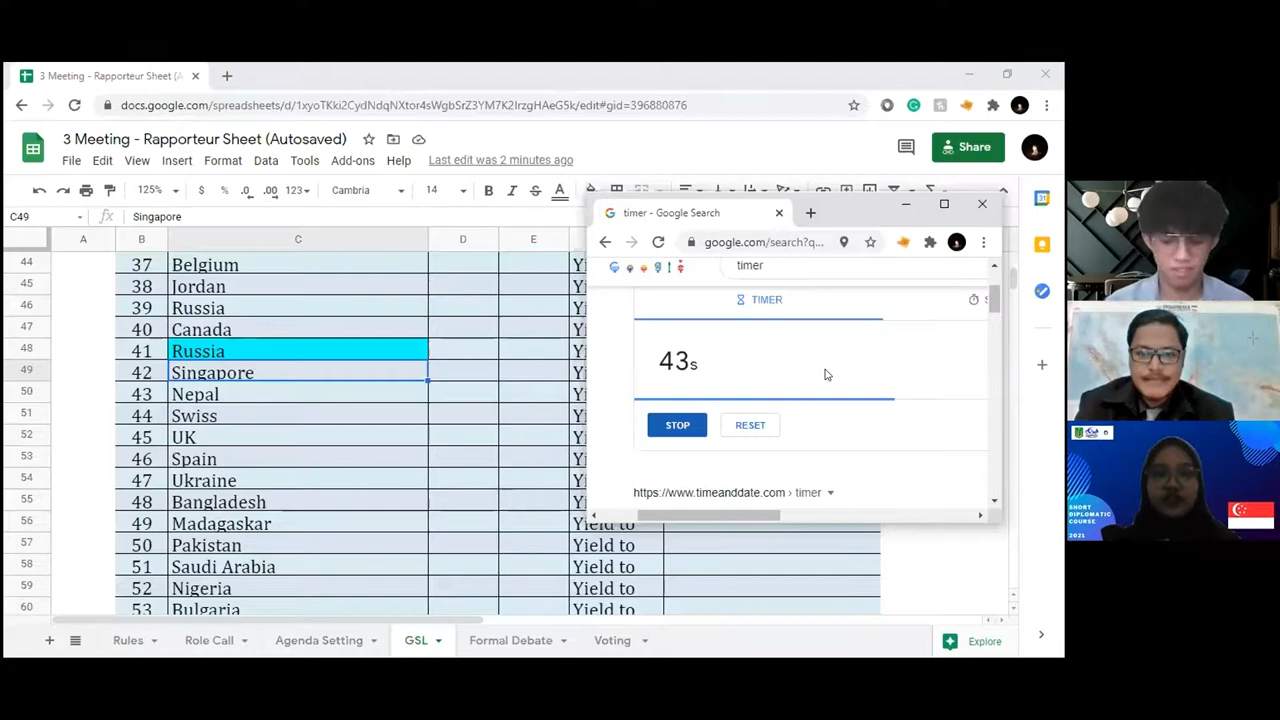 3 Meeting - Rapporteur Sheet (A
docs.google.com/spreadsheets/d/1xyoTKki2CydNdqNXtor4sWgbSrZ3YM7K2IrzgHAeG5k/edit#gid=396880876
3 Meeting - Rapporteur Sheet (Autosaved)
Share
File Edit View Insert Format Data Tools Add-ons Help Last edit was 2 minutes ago
125% $ % .0 .00 123 Cambria 14 B I S A
C49 fx Singapore
timer - Google Search
google.com/search?q...
timer
TIMER
43s
STOP RESET
https://www.timeanddate.com › timer
A B C D E
44 37 Belgium
45 38 Jordan
46 39 Russia
47 40 Canada
48 41 Russia
49 42 Singapore
50 43 Nepal
51 44 Swiss
52 45 UK
53 46 Spain
54 47 Ukraine
55 48 Bangladesh
56 49 Madagaskar Yield to
57 50 Pakistan Yield to
58 51 Saudi Arabia Yield to
59 52 Nigeria Yield to
60 53 Bulgaria Yield to
Rules Role Call Agenda Setting GSL Formal Debate Voting Explore
SHORT
DIPLOMATIC
COURSE
2021